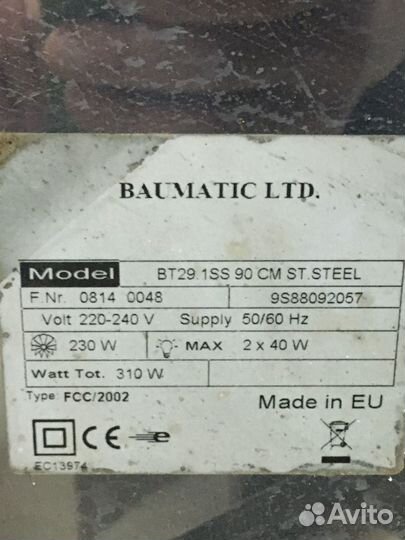 BAUMATIC LTD.
Model BT29.1SS 90 CM ST.STEEL
F.Nr. 0814 0048 9S88092057
Volt 220-240 V Supply 50/60 Hz
230 W MAX 2 x 40 W
Watt Tot. 310 W
Type: FCC/2002
Made in EU
CE e
EC13974
Avito